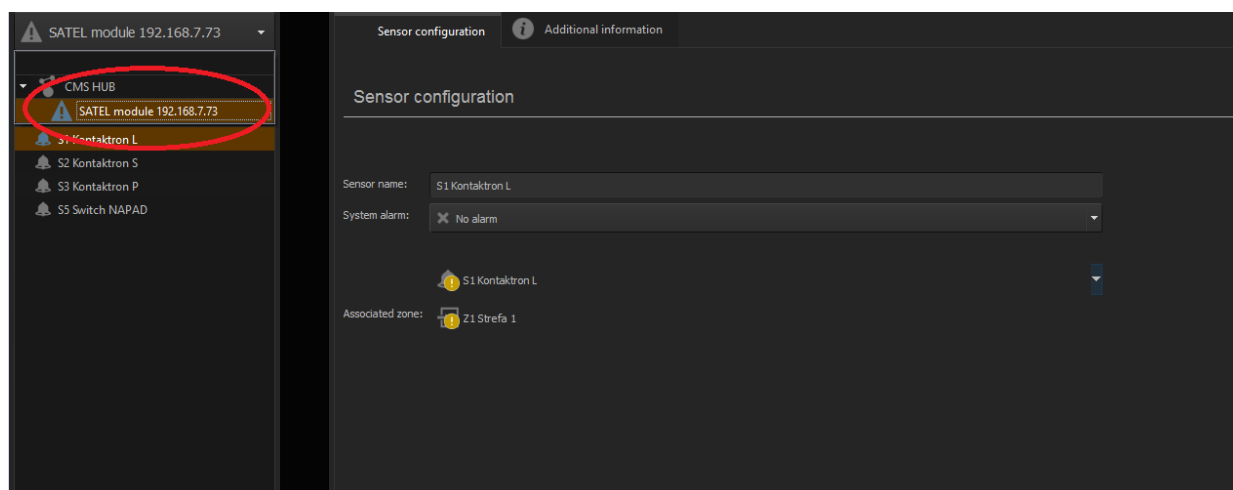 SATEL module 192.168.7.73
CMS HUB
SATEL module 192.168.7.73
S1 Kontaktron L
S2 Kontaktron S
S3 Kontaktron P
S5 Switch NAPAD
Sensor configuration
Additional information
Sensor configuration
Sensor name:
S1 Kontaktron L
System alarm:
No alarm
S1 Kontaktron L
Associated zone:
Z1 Strefa 1